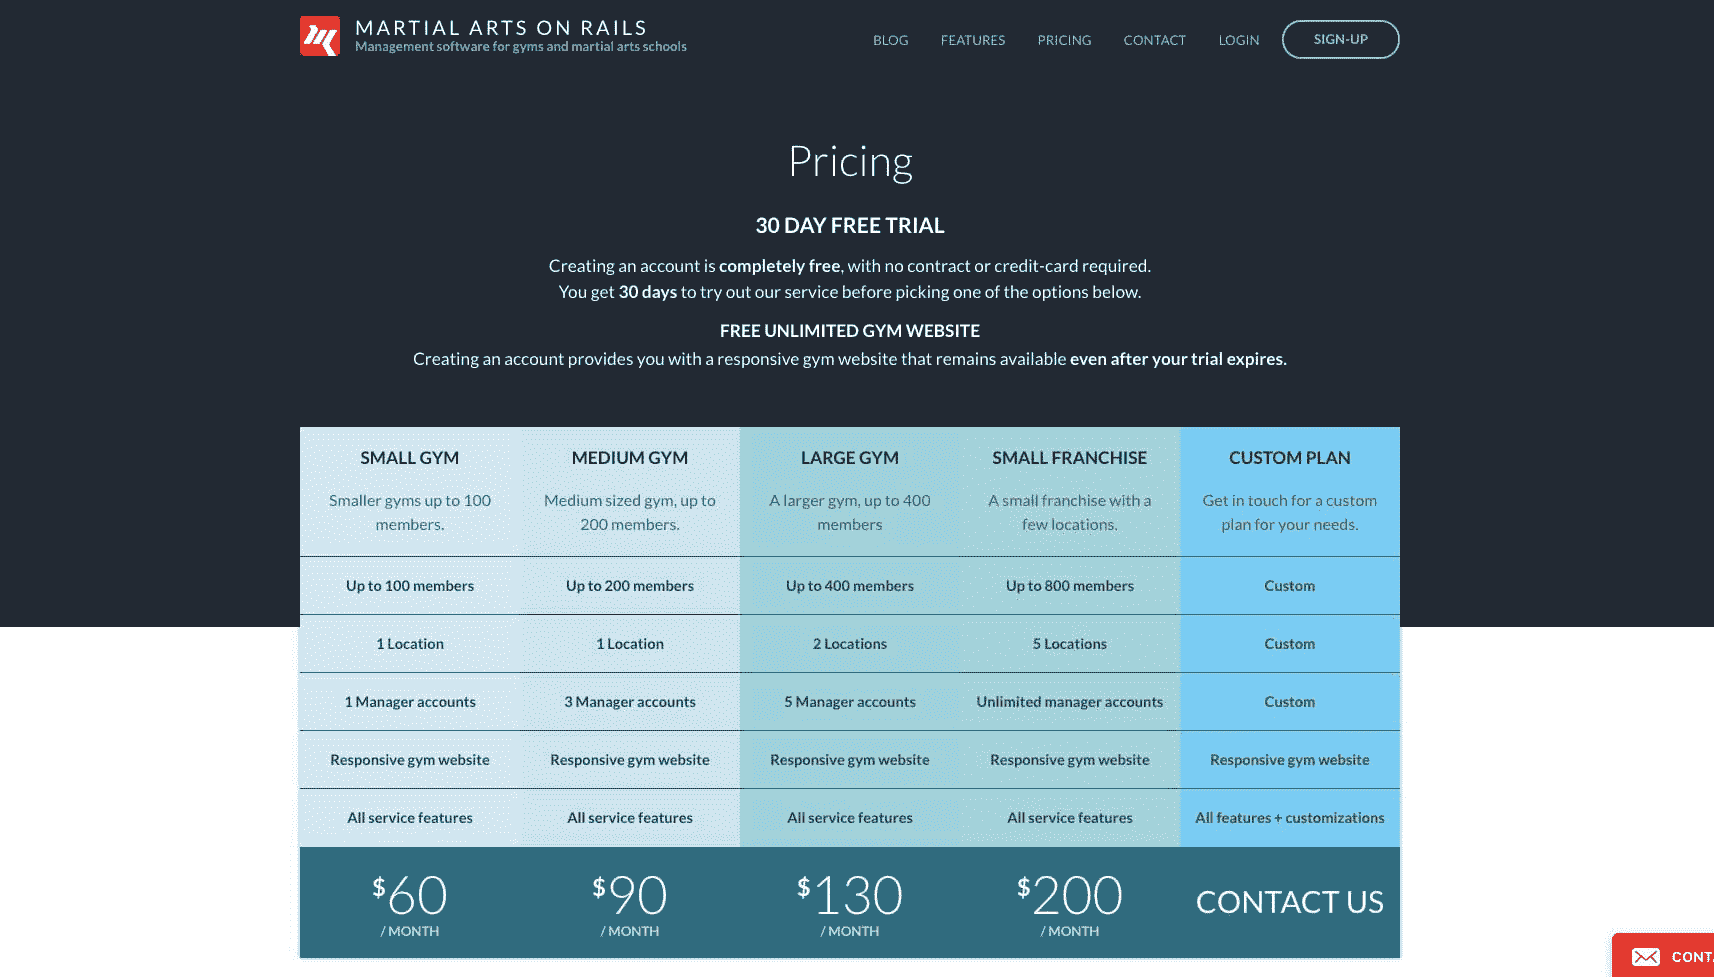 MARTIAL ARTS ON RAILS
Management software for gyms and martial arts schools
BLOG FEATURES PRICING CONTACT LOGIN SIGN-UP
Pricing
30 DAY FREE TRIAL
Creating an account is completely free, with no contract or credit-card required.
You get 30 days to try out our service before picking one of the options below.
FREE UNLIMITED GYM WEBSITE
Creating an account provides you with a responsive gym website that remains available even after your trial expires.
SMALL GYM MEDIUM GYM LARGE GYM SMALL FRANCHISE CUSTOM PLAN
Smaller gyms up to 100 Medium sized gym, up to A larger gym, up to 400 A small franchise with a Get in touch for a custom
members. 200 members. members few locations. plan for your needs.
Up to 100 members Up to 200 members Up to 400 members Up to 800 members Custom
1 Location 1 Location 2 Locations 5 Locations Custom
1 Manager accounts 3 Manager accounts 5 Manager accounts Unlimited manager accounts Custom
Responsive gym website Responsive gym website Responsive gym website Responsive gym website Responsive gym website
All service features All service features All service features All service features All features + customizations
$60 $90 $130 $200 CONTACT US
/ MONTH / MONTH / MONTH / MONTH